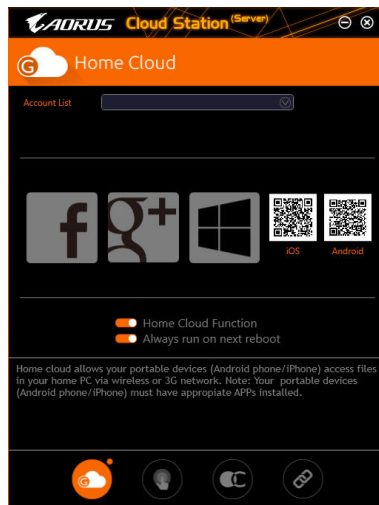 AORUS Cloud Station (Server)
G Home Cloud
Account List
f g+
iOS Android
Home Cloud Function
Always run on next reboot
Home cloud allows your portable devices (Android phone/iPhone) access files
in your home PC via wireless or 3G network. Note: Your portable devices
(Android phone/iPhone) must have appropiate APPs installed.
G